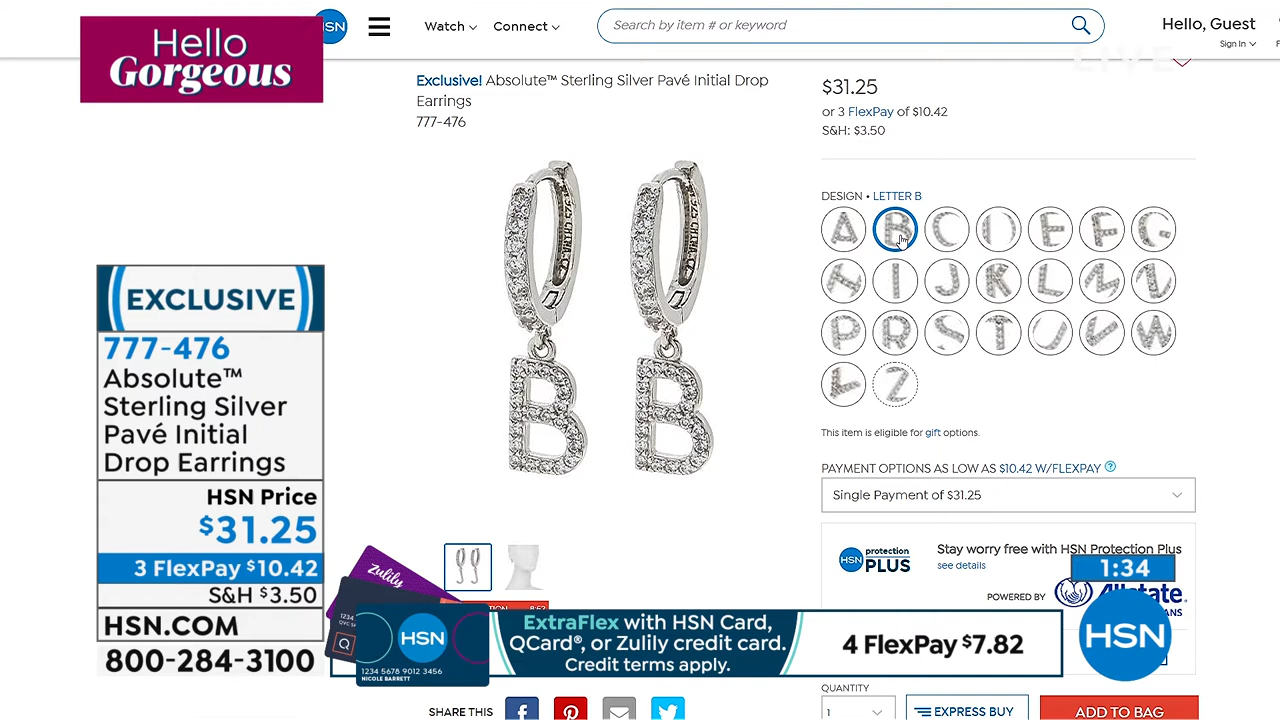 Hello
Gorgeous
HSN
Watch
Connect
Search by item # or keyword
Hello, Guest
Sign In
LIVE
Exclusive! Absolute™ Sterling Silver Pavé Initial Drop
Earrings
777-476
$31.25
or 3 FlexPay of $10.42
S&H: $3.50
DESIGN • LETTER B
A B C D E F G
H I J K L M N
P R S T U V W
Y Z
925 CHINA
This item is eligible for gift options.
PAYMENT OPTIONS AS LOW AS $10.42 W/FLEXPAY ?
Single Payment of $31.25
HSN protection
PLUS
Stay worry free with HSN Protection Plus
see details
POWERED BY
Allstate.
EXCLUSIVE
777-476
Absolute™
Sterling Silver
Pavé Initial
Drop Earrings
HSN Price
$31.25
3 FlexPay $10.42
S&H $3.50
HSN.COM
800-284-3100
Zulily
1234
Q
HSN
1234 5678 9012 3456
NICOLE BARRETT
ExtraFlex with HSN Card,
QCard®, or Zulily credit card.
Credit terms apply.
4 FlexPay $7.82
1:34
HSN
SHARE THIS
QUANTITY
1
EXPRESS BUY
ADD TO BAG